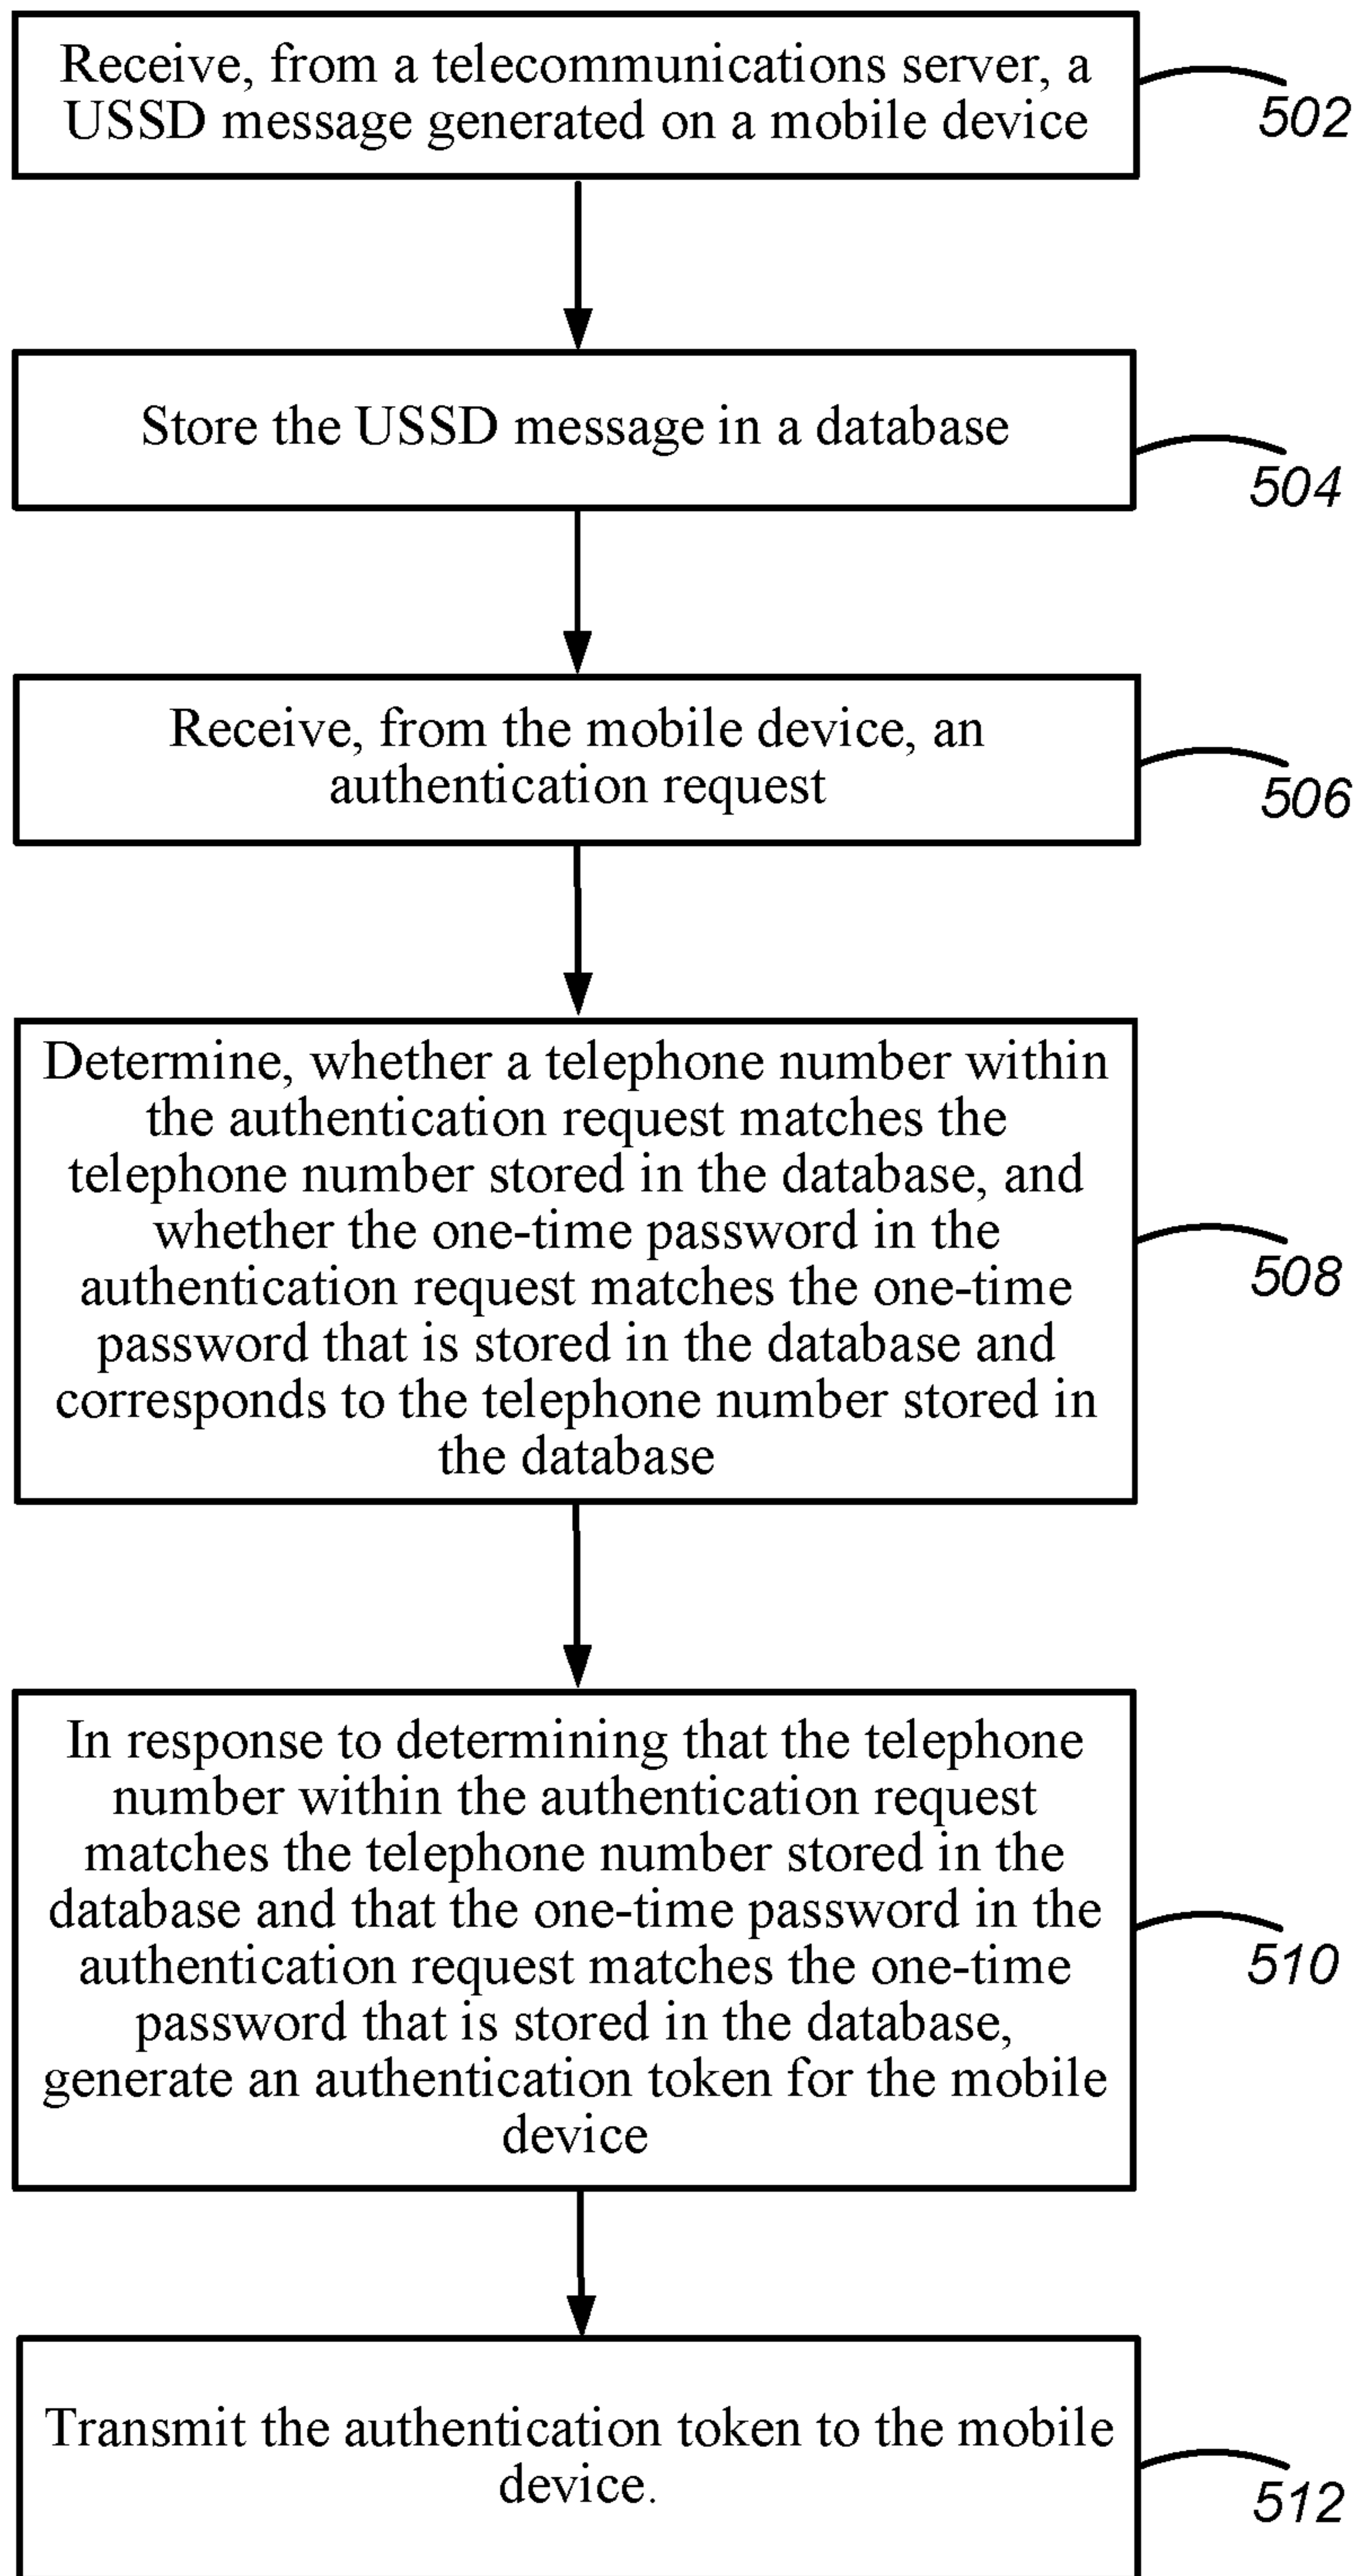 Receive, from a telecommunications server, a
USSD message generated on a mobile device
502
Store the USSD message in a database
504
Receive, from the mobile device, an
authentication request
506
Determine, whether a telephone number within
the authentication request matches the
telephone number stored in the database, and
whether the one-time password in the
authentication request matches the one-time
password that is stored in the database and
corresponds to the telephone number stored in
the database
508
In response to determining that the telephone
number within the authentication request
matches the telephone number stored in the
database and that the one-time password in the
authentication request matches the one-time
password that is stored in the database,
generate an authentication token for the mobile
device
510
Transmit the authentication token to the mobile
device.
512